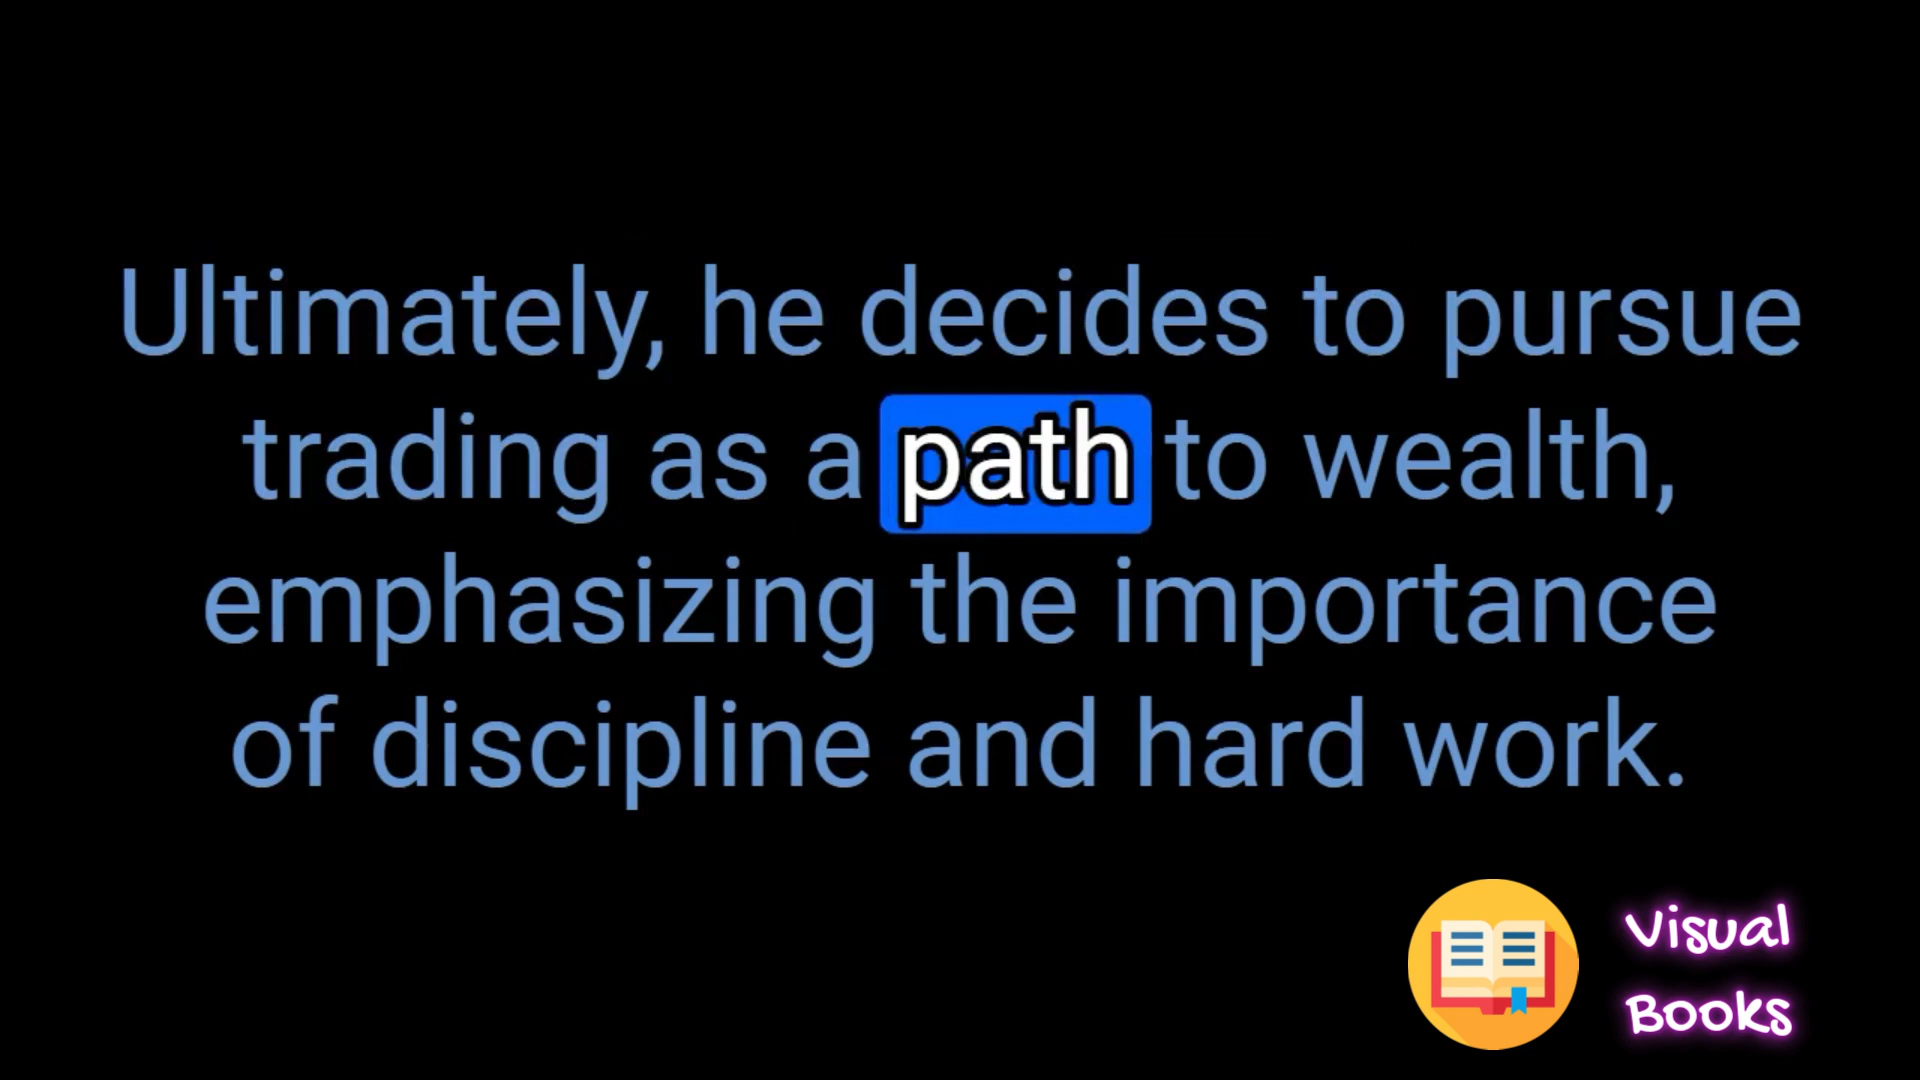 Ultimately, he decides to pursue
trading as a path to wealth,
emphasizing the importance
of discipline and hard work.
Visual
Books